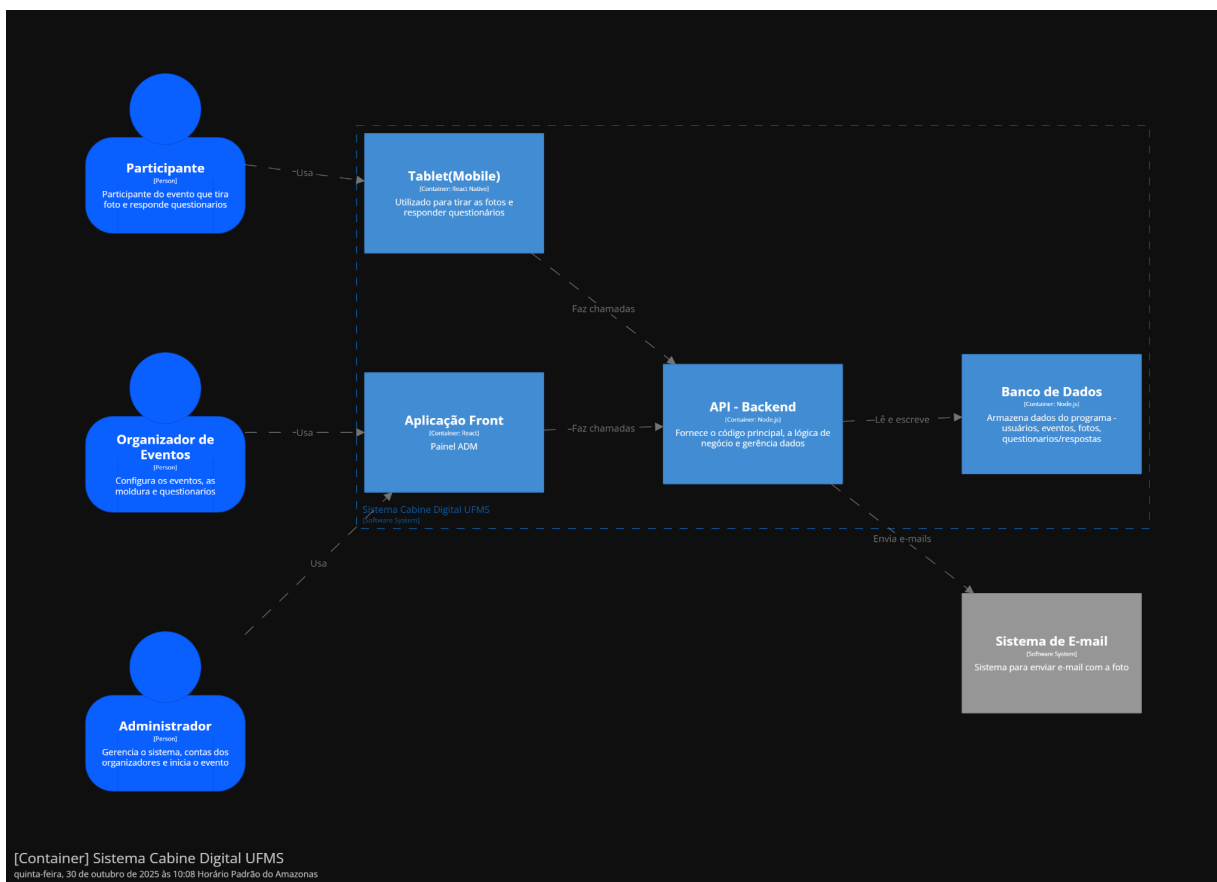 Participante
[Person]
Participante do evento que tira
foto e responde questionarios
Usa
Tablet(Mobile)
[Container: React Native]
Utilizado para tirar as fotos e
responder questionários
Faz chamadas
Organizador de
Eventos
[Person]
Configura os eventos, as
moldura e questionarios
Usa
Aplicação Front
[Container: React]
Painel ADM
Faz chamadas
API - Backend
[Container: Node.js]
Fornece o código principal, a lógica de
negócio e gerência dados
Lê e escreve
Banco de Dados
[Container: Node.js]
Armazena dados do programa -
usuários, eventos, fotos,
questionarios/respostas
Sistema Cabine Digital UFMS
[Software System]
Envia e-mails
Usa
Sistema de E-mail
[Software System]
Sistema para enviar e-mail com a foto
Administrador
[Person]
Gerencia o sistema, contas dos
organizadores e inicia o evento
[Container] Sistema Cabine Digital UFMS
quinta-feira, 30 de outubro de 2025 às 10:08 Horário Padrão do Amazonas